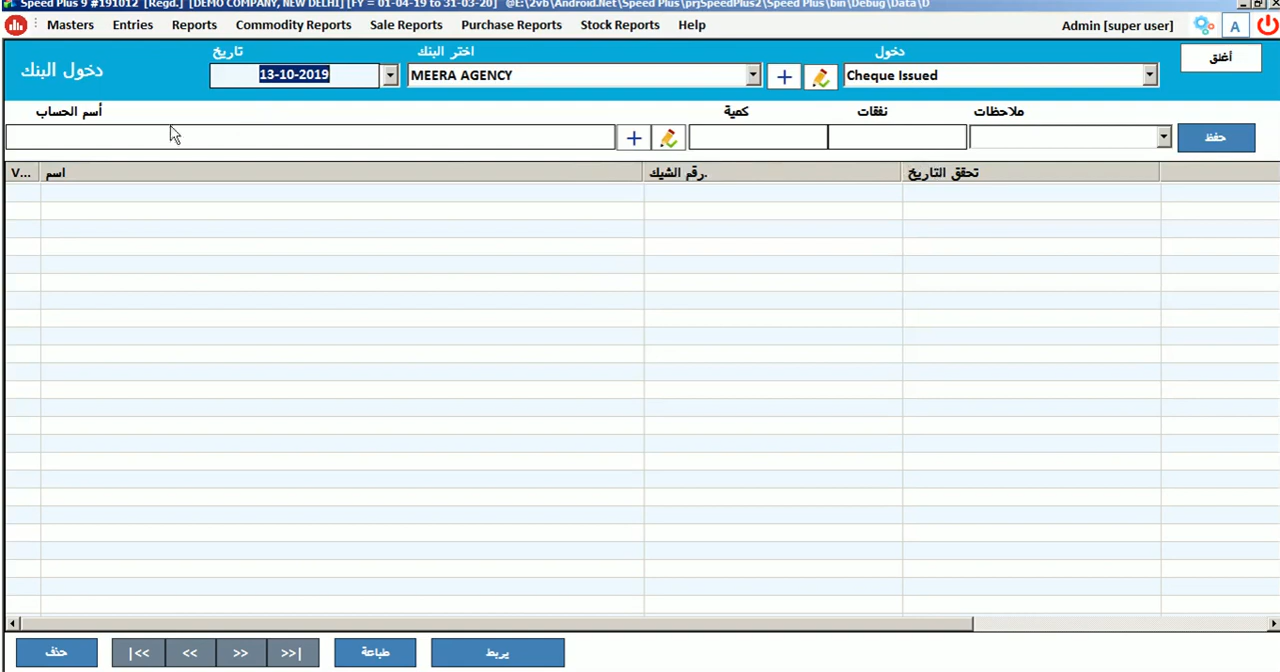 Speed Plus 9 #191012 [Regd.] [DEMO COMPANY, NEW DELHI] [FY = 01-04-19 to 31-03-20] @E:\2vb\Android.Net\Speed Plus\prjSpeedPlus2\Speed Plus\bin\Debug\Data\D
Masters Entries Reports Commodity Reports Sale Reports Purchase Reports Stock Reports Help Admin [super user] A
دخول البنك
تاريخ
اختر البنك
دخول
13-10-2019
MEERA AGENCY
Cheque Issued
أغلق
أسم الحساب
كمية
نفقات
ملاحظات
حفظ
V... اسم رقم الشيك. تحقق التاريخ
حذف |<< << >> >>| طباعة يربط